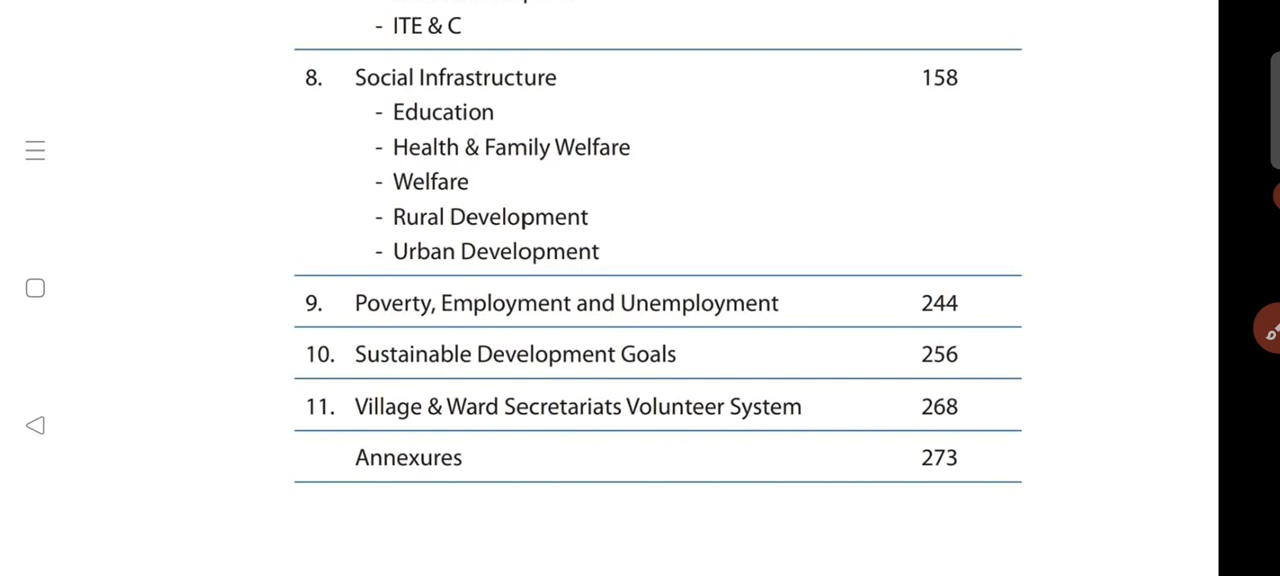 - ITE & C
8. Social Infrastructure 158
- Education
- Health & Family Welfare
- Welfare
- Rural Development
- Urban Development
9. Poverty, Employment and Unemployment 244
10. Sustainable Development Goals 256
11. Village & Ward Secretariats Volunteer System 268
Annexures 273